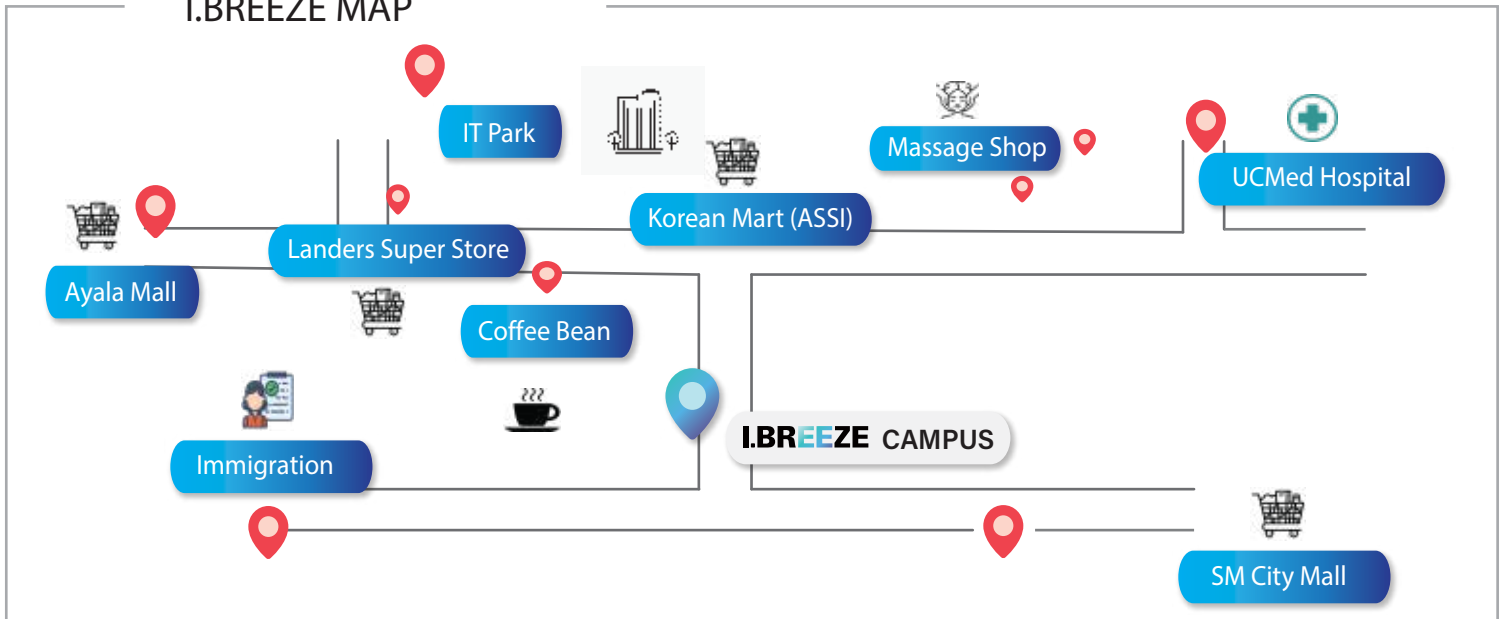 I.BREEZE MAP
IT Park
Massage Shop
UCMed Hospital
Korean Mart (ASSI)
Landers Super Store
Ayala Mall
Coffee Bean
I.BREEZE CAMPUS
Immigration
SM City Mall